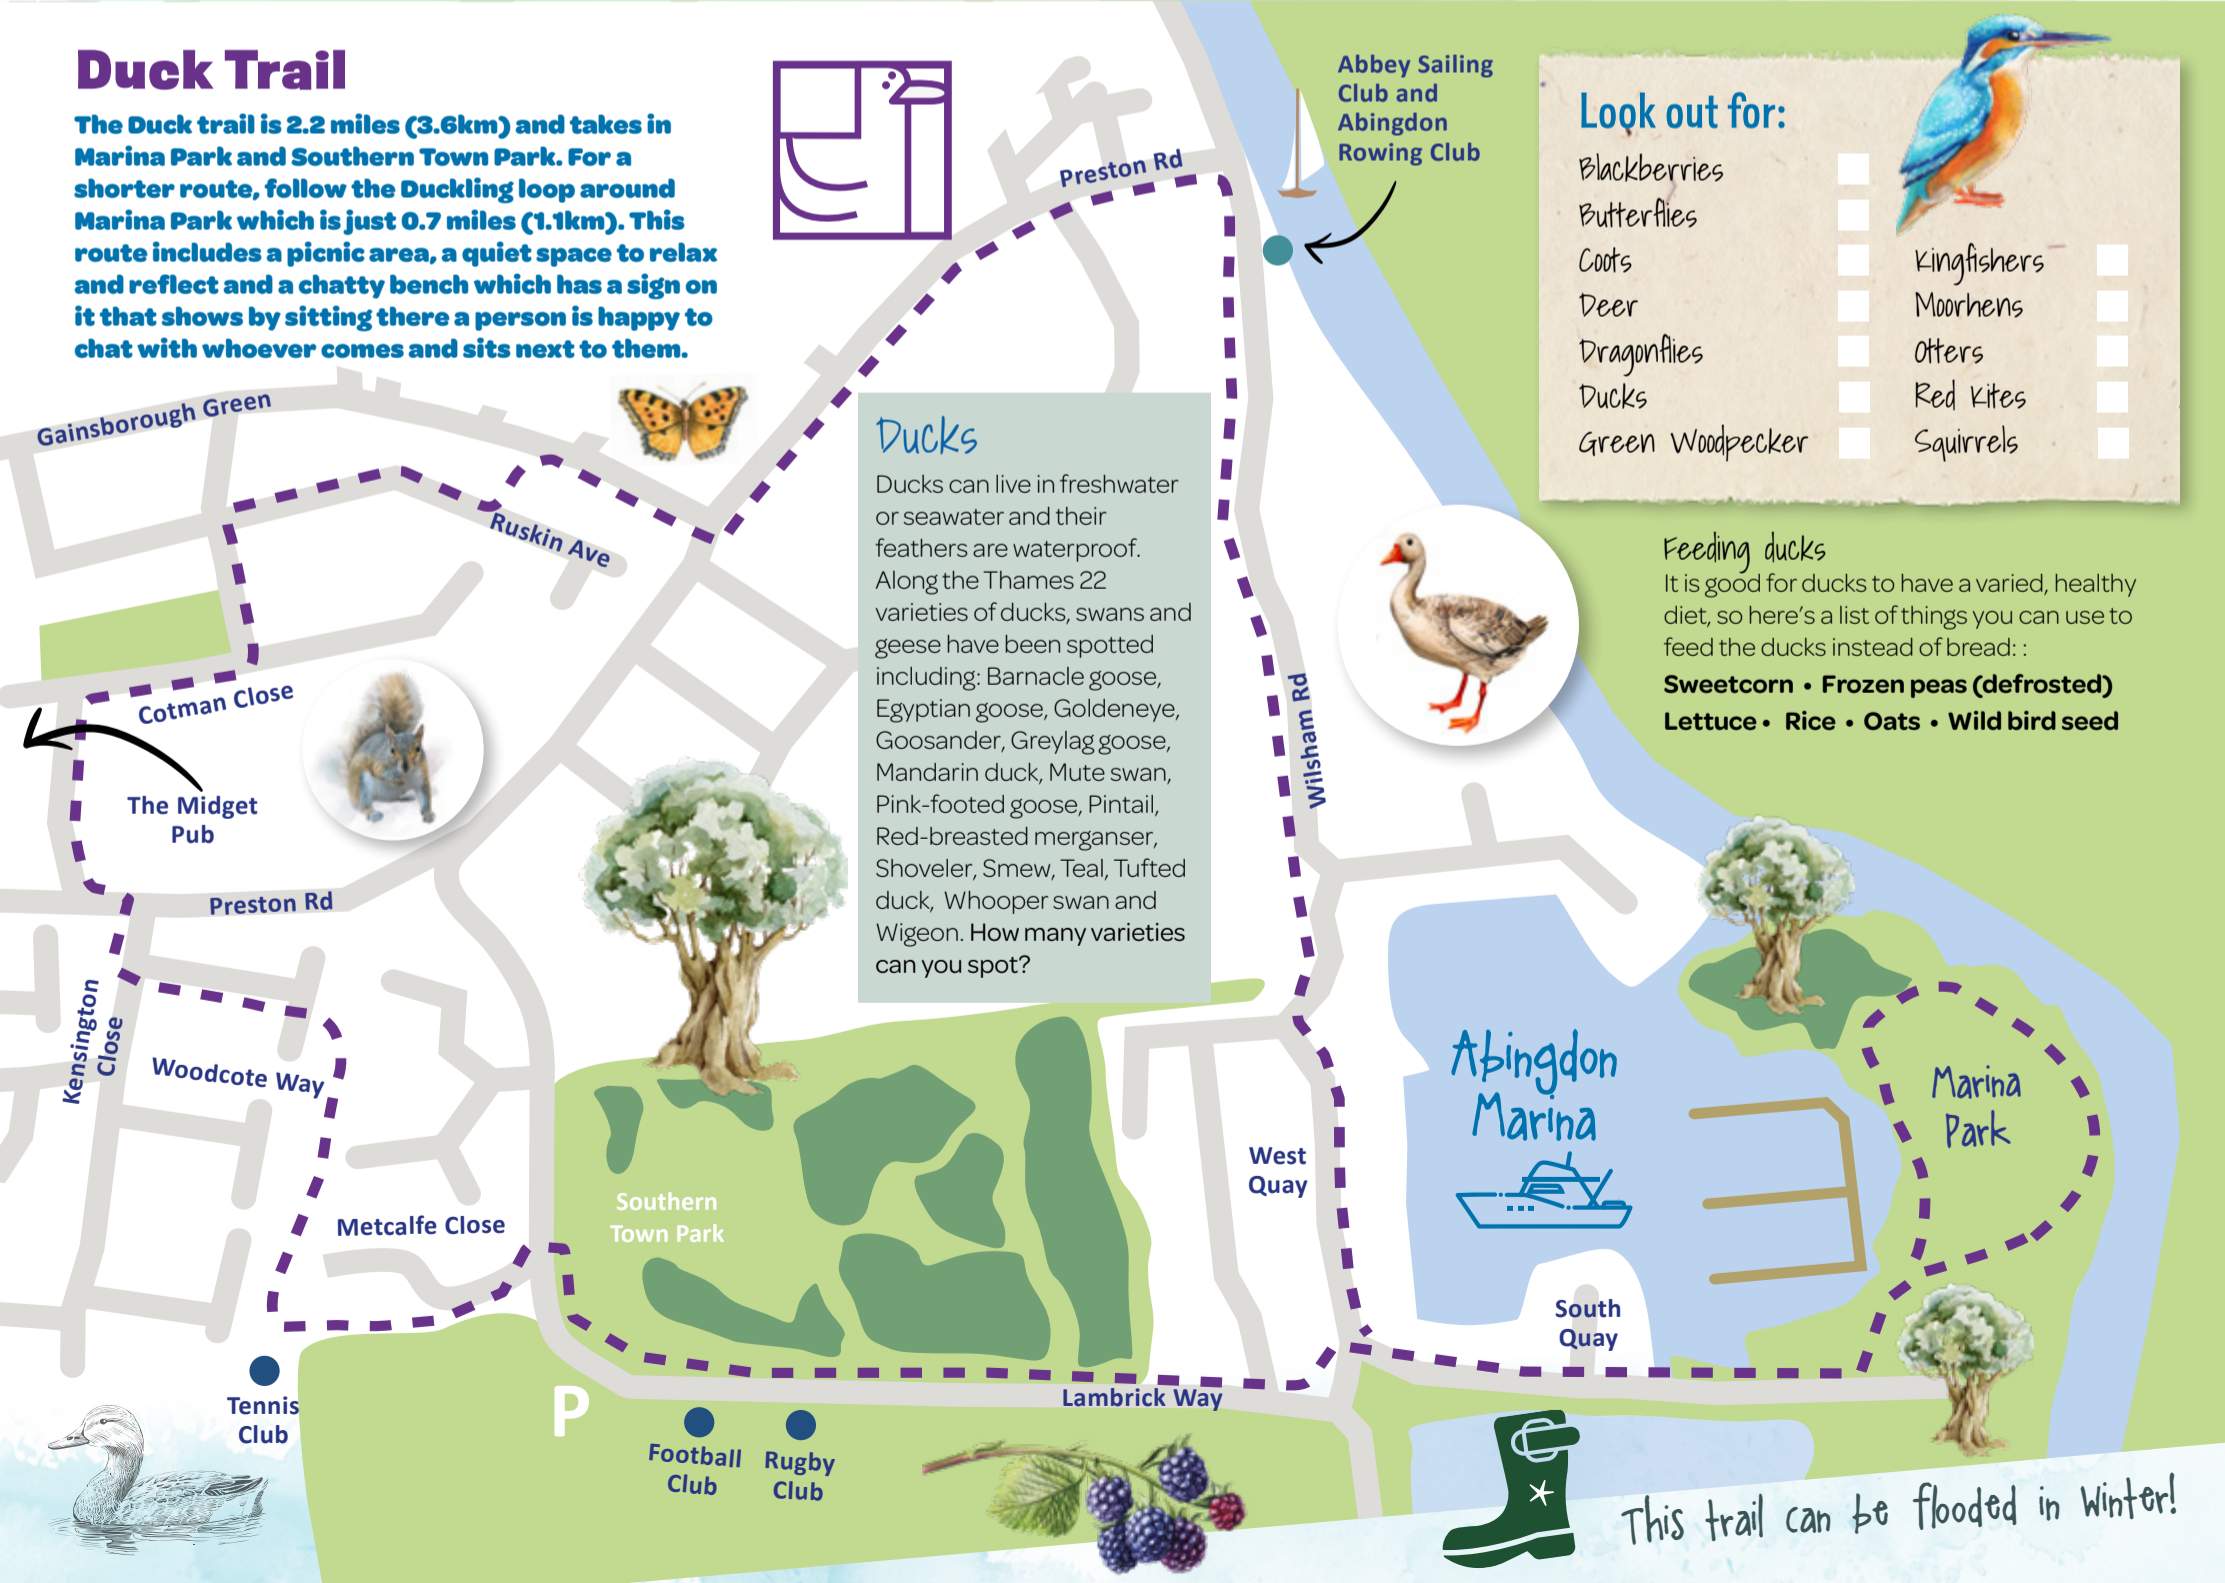 Duck Trail
The Duck trail is 2.2 miles (3.6km) and takes in
Marina Park and Southern Town Park. For a
shorter route, follow the Duckling loop around
Marina Park which is just 0.7 miles (1.1km). This
route includes a picnic area, a quiet space to relax
and reflect and a chatty bench which has a sign on
it that shows by sitting there a person is happy to
chat with whoever comes and sits next to them.
Preston Rd
Abbey Sailing
Club and
Abingdon
Rowing Club
Look out for:
Blackberries
Butterflies
Coots
Deer
Dragonflies
Ducks
Green Woodpecker
Kingfishers
Moorhens
Otters
Red Kites
Squirrels
Feeding ducks
It is good for ducks to have a varied, healthy
diet, so here's a list of things you can use to
feed the ducks instead of bread: :
Sweetcorn • Frozen peas (defrosted)
Lettuce • Rice • Oats • Wild bird seed
Gainsborough Green
Ruskin Ave
Cotman Close
The Midget
Pub
Preston Rd
Ducks
Ducks can live in freshwater
or seawater and their
feathers are waterproof.
Along the Thames 22
varieties of ducks, swans and
geese have been spotted
including: Barnacle goose,
Egyptian goose, Goldeneye,
Goosander, Greylag goose,
Mandarin duck, Mute swan,
Pink-footed goose, Pintail,
Red-breasted merganser,
Shoveler, Smew, Teal, Tufted
duck, Whooper swan and
Wigeon. How many varieties
can you spot?
Wilsham Rd
Kensington
Close
Woodcote Way
Metcalfe Close
Southern
Town Park
West
Quay
Abingdon
Marina
Marina
Park
South
Quay
Lambrick Way
Tennis
Club
P
Football
Club
Rugby
Club
This trail can be flooded in Winter!